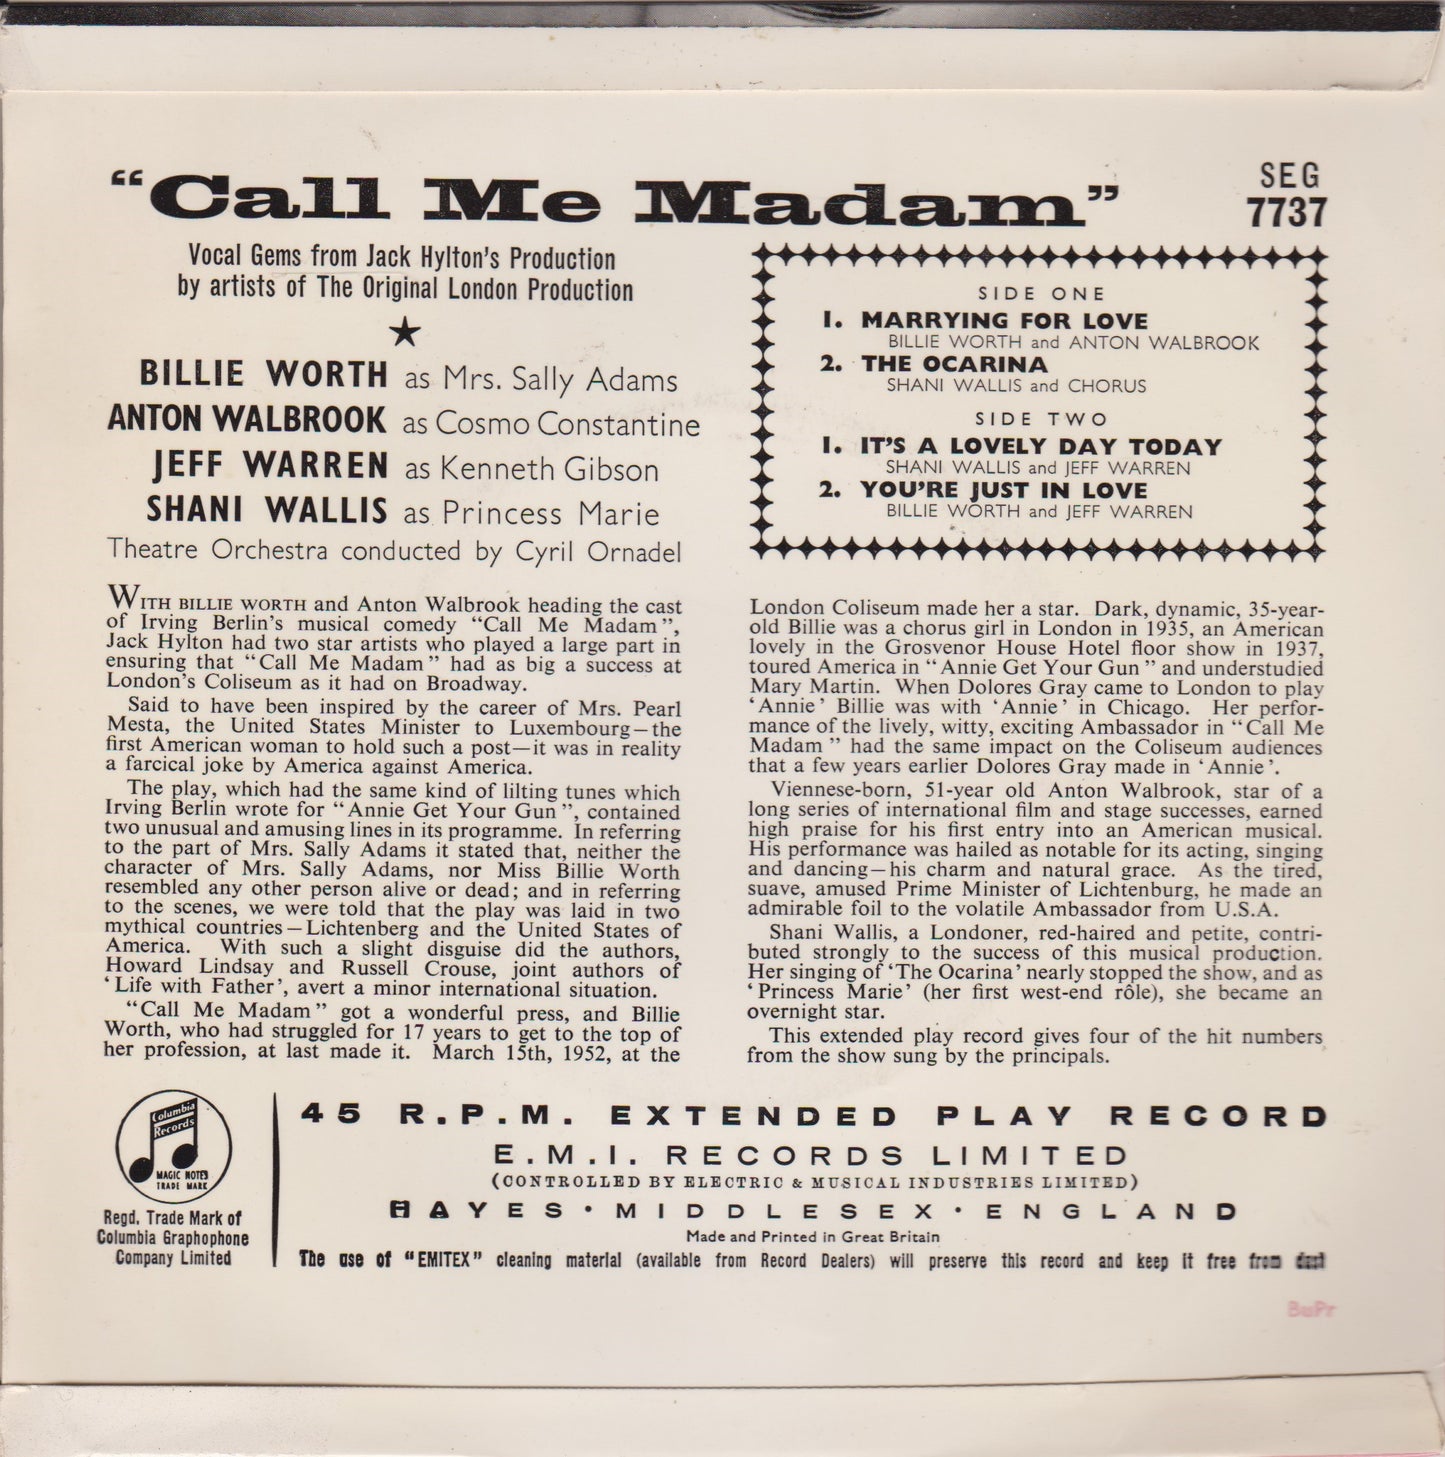 "Call Me Madam"
SEG
7737
Vocal Gems from Jack Hylton's Production
by artists of The Original London Production
BILLIE WORTH as Mrs. Sally Adams
ANTON WALBROOK as Cosmo Constantine
JEFF WARREN as Kenneth Gibson
SHANI WALLIS as Princess Marie
Theatre Orchestra conducted by Cyril Ornadel
SIDE ONE
1. MARRYING FOR LOVE
BILLIE WORTH and ANTON WALBROOK
2. THE OCARINA
SHANI WALLIS and CHORUS
SIDE TWO
1. IT'S A LOVELY DAY TODAY
SHANI WALLIS and JEFF WARREN
2. YOU'RE JUST IN LOVE
BILLIE WORTH and JEFF WARREN
WITH BILLIE WORTH and Anton Walbrook heading the cast
of Irving Berlin's musical comedy "Call Me Madam",
Jack Hylton had two star artists who played a large part in
ensuring that "Call Me Madam" had as big a success at
London's Coliseum as it had on Broadway.
Said to have been inspired by the career of Mrs. Pearl
Mesta, the United States Minister to Luxembourg—the
first American woman to hold such a post—it was in reality
a farcical joke by America against America.
The play, which had the same kind of lilting tunes which
Irving Berlin wrote for "Annie Get Your Gun", contained
two unusual and amusing lines in its programme. In referring
to the part of Mrs. Sally Adams it stated that, neither the
character of Mrs. Sally Adams, nor Miss Billie Worth
resembled any other person alive or dead; and in referring
to the scenes, we were told that the play was laid in two
mythical countries—Lichtenberg and the United States of
America. With such a slight disguise did the authors,
Howard Lindsay and Russell Crouse, joint authors of
'Life with Father', avert a minor international situation.
"Call Me Madam" got a wonderful press, and Billie
Worth, who had struggled for 17 years to get to the top of
her profession, at last made it. March 15th, 1952, at the
London Coliseum made her a star. Dark, dynamic, 35-year-
old Billie was a chorus girl in London in 1935, an American
lovely in the Grosvenor House Hotel floor show in 1937,
toured America in "Annie Get Your Gun" and understudied
Mary Martin. When Dolores Gray came to London to play
'Annie' Billie was with 'Annie' in Chicago. Her perfor-
mance of the lively, witty, exciting Ambassador in "Call Me
Madam" had the same impact on the Coliseum audiences
that a few years earlier Dolores Gray made in 'Annie'.
Viennese-born, 51-year old Anton Walbrook, star of a
long series of international film and stage successes, earned
high praise for his first entry into an American musical.
His performance was hailed as notable for its acting, singing
and dancing—his charm and natural grace. As the tired,
suave, amused Prime Minister of Lichtenburg, he made an
admirable foil to the volatile Ambassador from U.S.A.
Shani Wallis, a Londoner, red-haired and petite, contri-
buted strongly to the success of this musical production.
Her singing of 'The Ocarina' nearly stopped the show, and as
'Princess Marie' (her first west-end rôle), she became an
overnight star.
This extended play record gives four of the hit numbers
from the show sung by the principals.
Columbia
Records
MAGIC NOTES
TRADE MARK
Regd. Trade Mark of
Columbia Graphophone
Company Limited
45 R.P.M. EXTENDED PLAY RECORD
E.M.I. RECORDS LIMITED
(CONTROLLED BY ELECTRIC & MUSICAL INDUSTRIES LIMITED)
HAYES · MIDDLESEX · ENGLAND
Made and Printed in Great Britain
The use of "EMITEX" cleaning material (available from Record Dealers) will preserve this record and keep it free from dust
BuPr